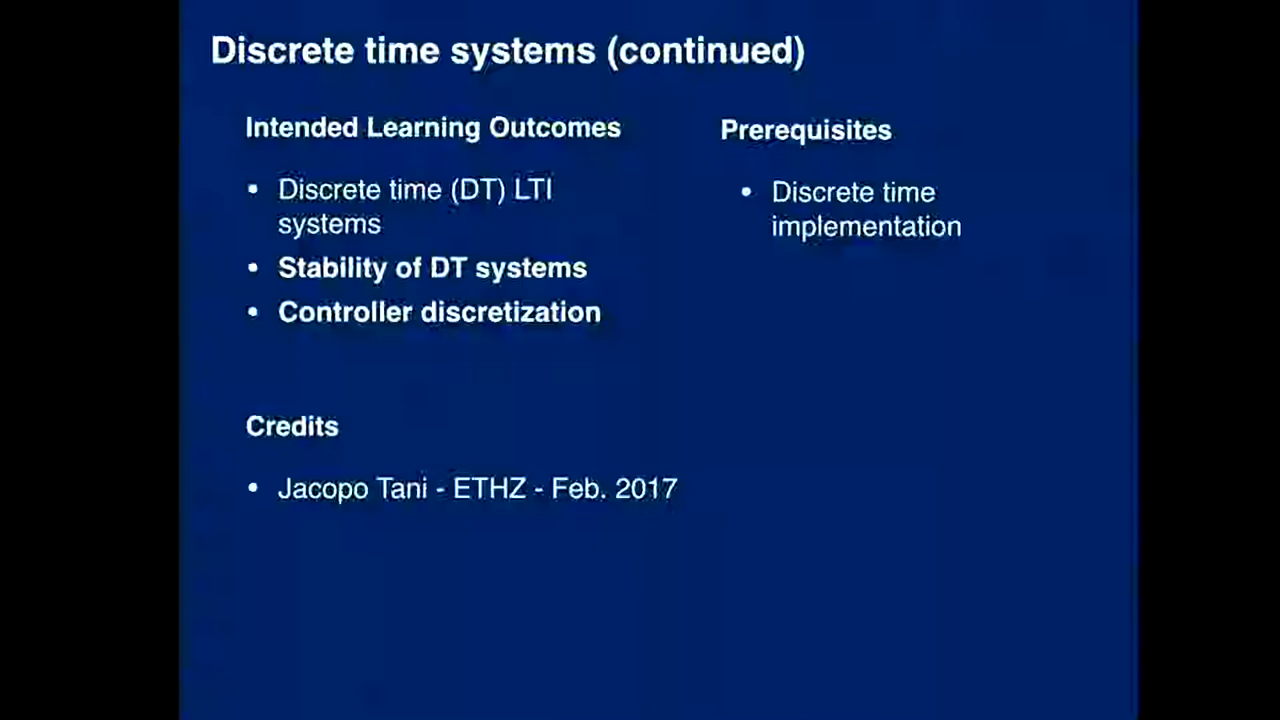 Discrete time systems (continued)
Intended Learning Outcomes
• Discrete time (DT) LTI
systems
• Stability of DT systems
• Controller discretization
Prerequisites
• Discrete time
implementation
Credits
• Jacopo Tani - ETHZ - Feb. 2017